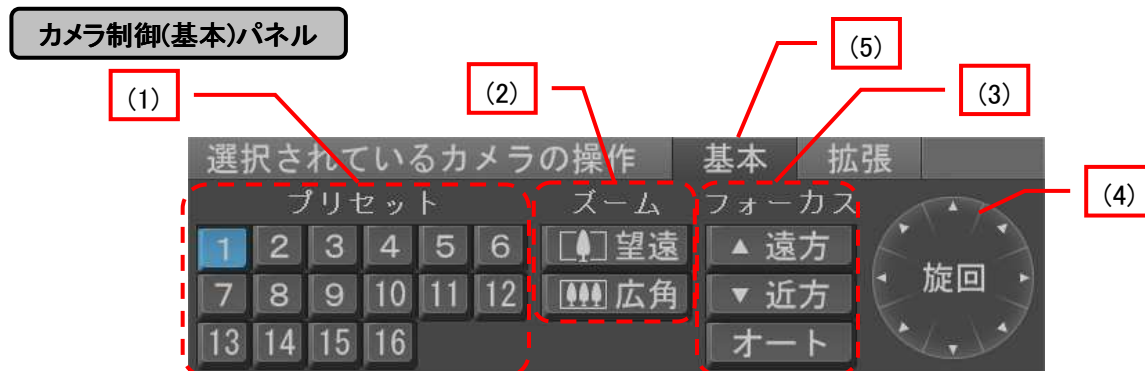 カメラ制御(基本)パネル
(5)
(1)
(2)
(3)
選択されているカメラの操作 基本 拡張
(4)
プリセット ズーム フォーカス
1 2 3 4 5 6 望遠 ▲ 遠方
旋回
7 8 9 10 11 12 広角 ▼ 近方
13 14 15 16 オート